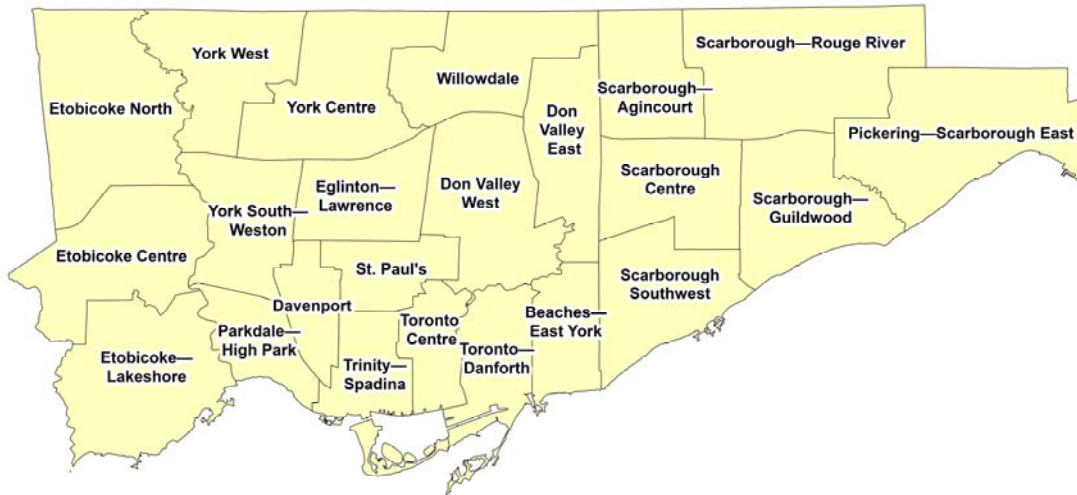 York West
Scarborough—Rouge River
Willowdale
Etobicoke North
York Centre
Scarborough—
Agincourt
Don
Valley
East
Pickering—Scarborough East
Scarborough
Centre
Eglinton—
Lawrence
Don Valley
West
Scarborough—
Guildwood
York South—
Weston
Etobicoke Centre
St. Paul's
Scarborough
Southwest
Davenport
Toronto
Centre
Beaches—
East York
Parkdale—
High Park
Etobicoke—
Lakeshore
Trinity—
Spadina
Toronto—
Danforth